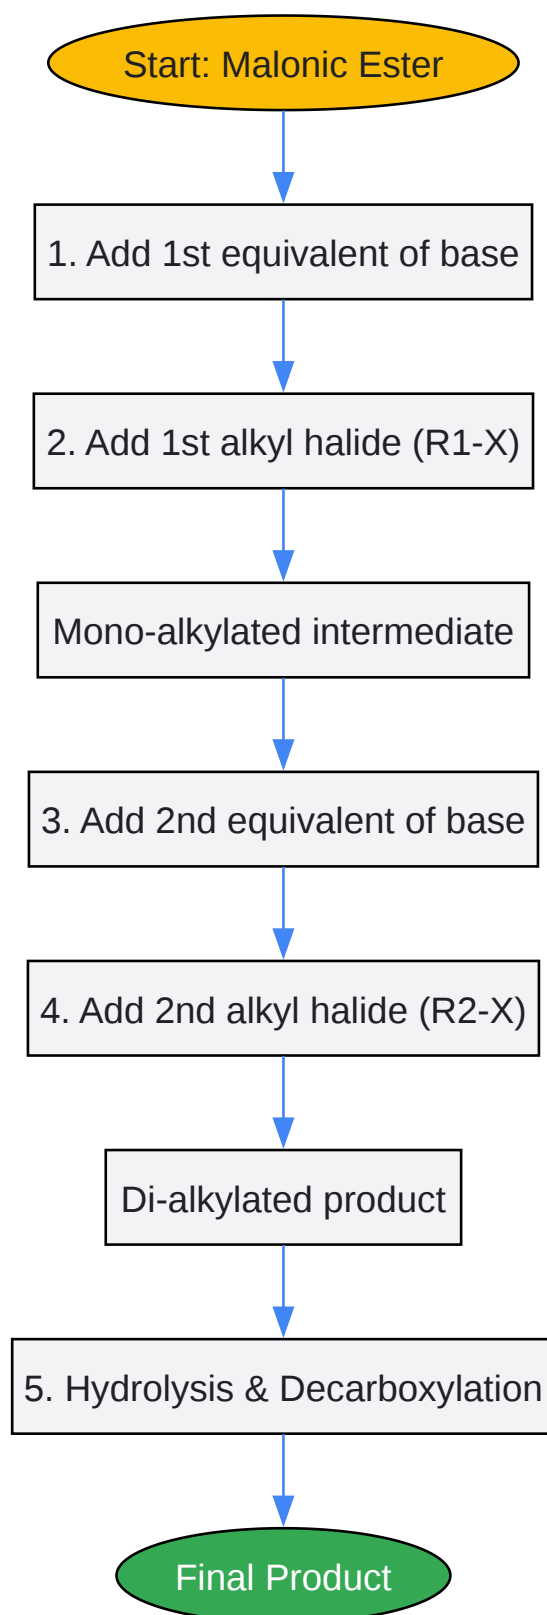 Start: Malonic Ester
1. Add 1st equivalent of base
2. Add 1st alkyl halide (R1-X)
Mono-alkylated intermediate
3. Add 2nd equivalent of base
4. Add 2nd alkyl halide (R2-X)
Di-alkylated product
5. Hydrolysis & Decarboxylation
Final Product